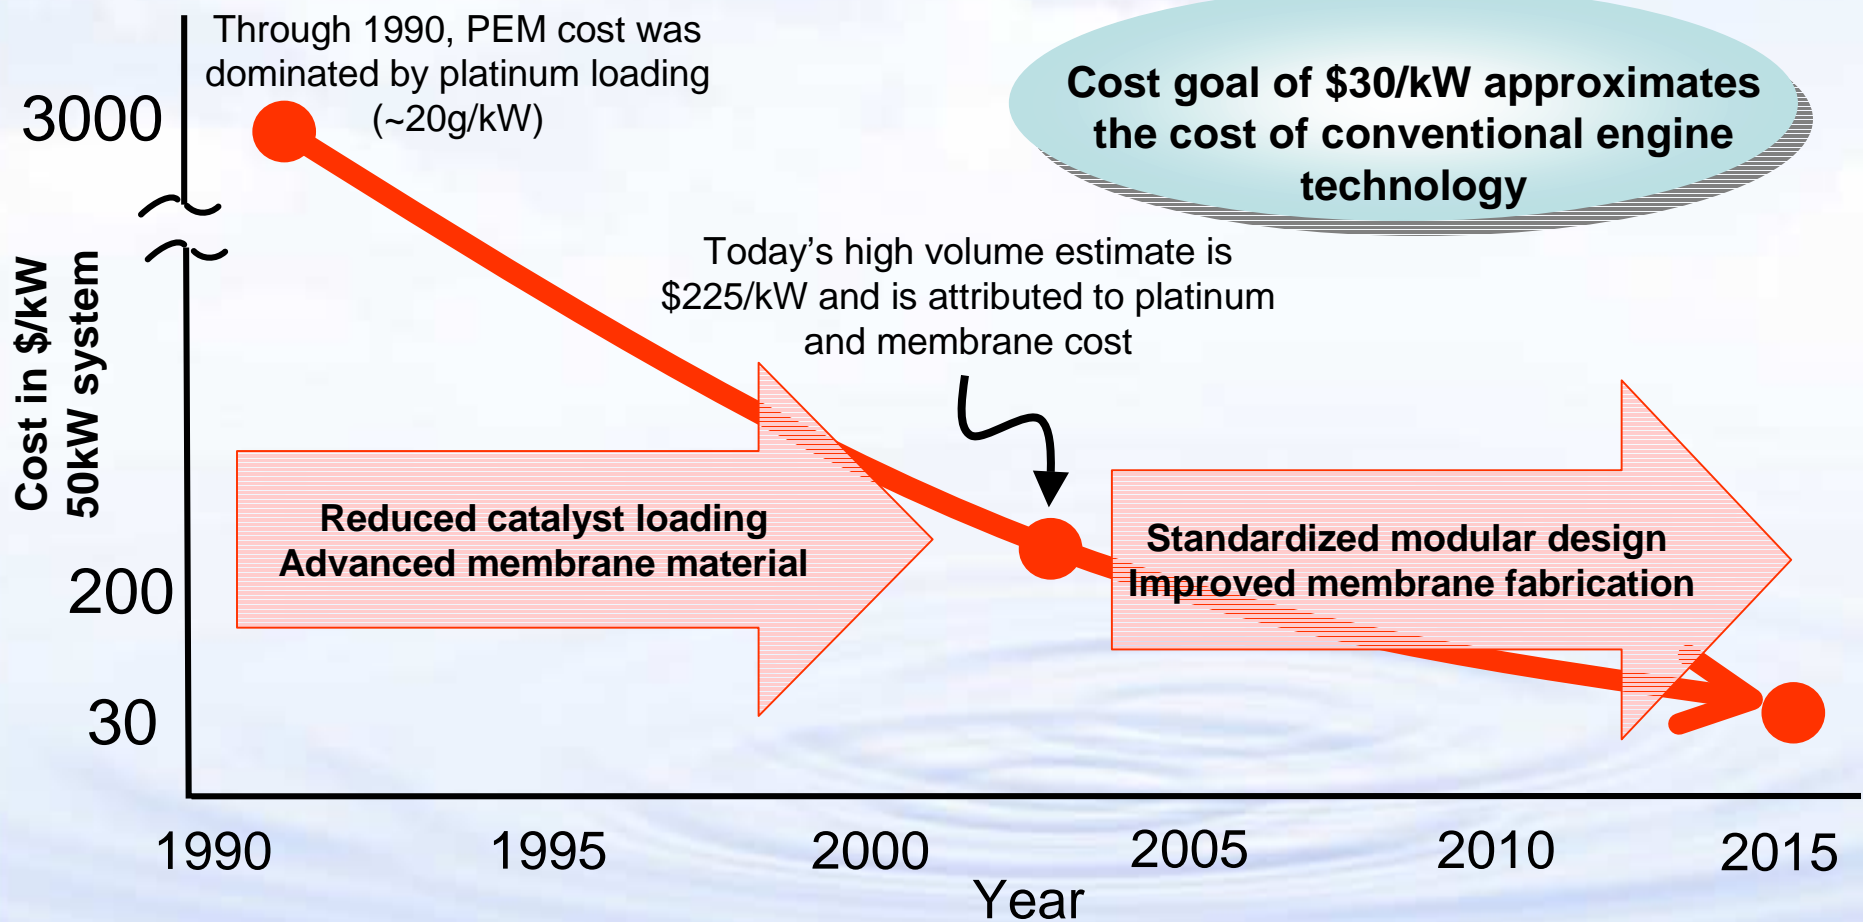 Through 1990, PEM cost was
dominated by platinum loading
(~20g/kW)
Cost goal of $30/kW approximates
the cost of conventional engine
technology
3000
Today’s high volume estimate is
$225/kW and is attributed to platinum
and membrane cost
Cost in $/kW
50kW system
Reduced catalyst loading
Advanced membrane material
Standardized modular design
Improved membrane fabrication
200
30
1990 1995 2000 2005 2010 2015
Year